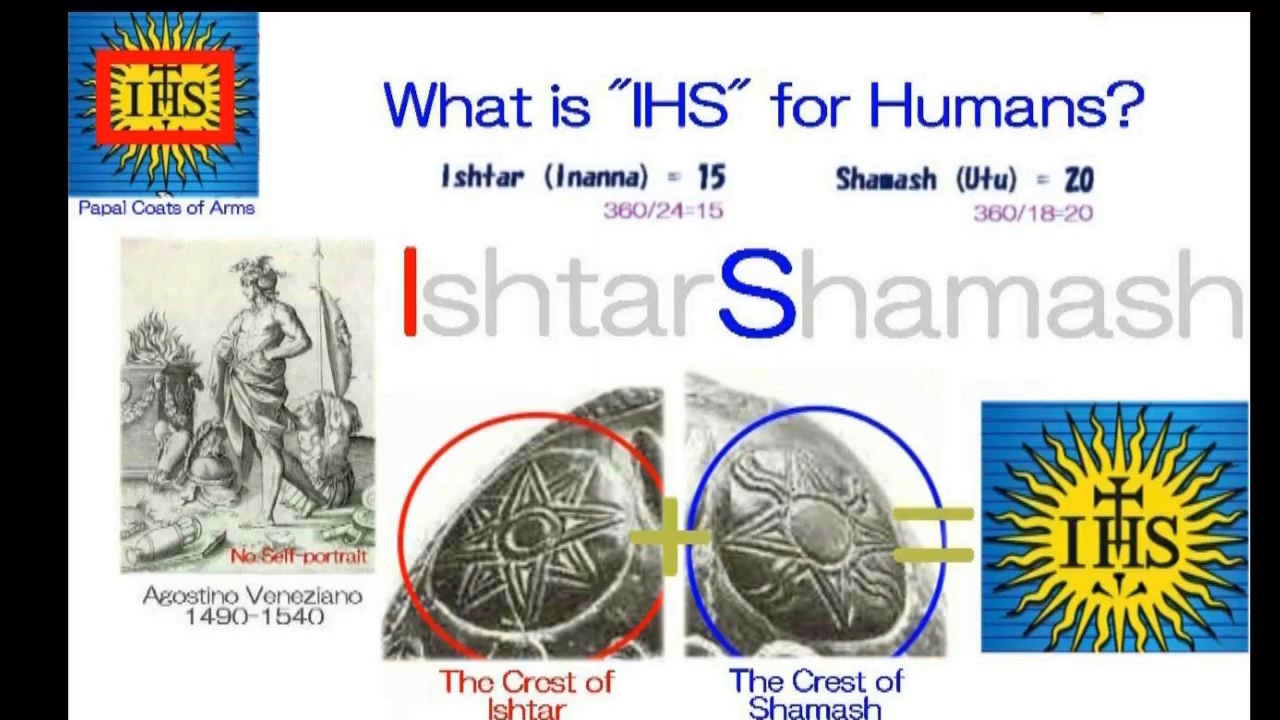 IHS
Papal Coats of Arms
What is "IHS" for Humans?
Ishtar (Inanna) = 15
360/24=15
Shamash (Utu) = 20
360/18=20
IshtarShamash
No Self-portrait
Agostino Veneziano
1490-1540
+
=
IHS
The Crest of
Ishtar
The Crest of
Shamash